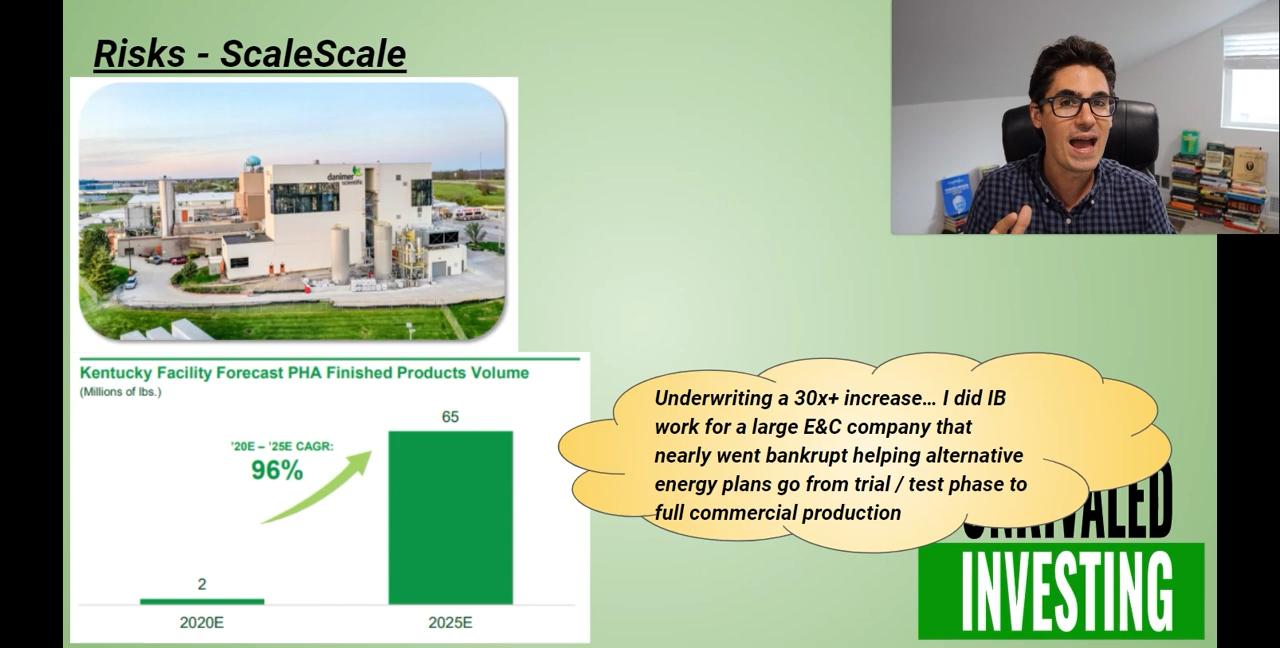 Risks - ScaleScale
danimer
scientific
Kentucky Facility Forecast PHA Finished Products Volume
(Millions of lbs.)
65
'20E – '25E CAGR:
96%
2
2020E
2025E
Underwriting a 30x+ increase... I did IB
work for a large E&C company that
nearly went bankrupt helping alternative
energy plans go from trial / test phase to
full commercial production
UNRIVALED
INVESTING